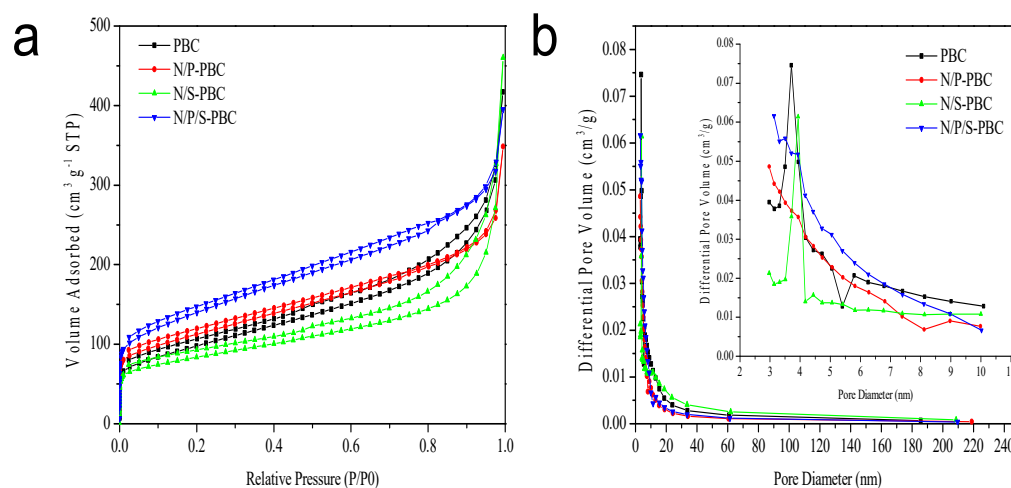 a
500
400
300
200
100
0
0.0 0.2 0.4 0.6 0.8 1.0
Volume Adsorbed (cm³ g⁻¹ STP)
Relative Pressure (P/P0)
PBC
N/P-PBC
N/S-PBC
N/P/S-PBC
b
0.08
0.07
0.06
0.05
0.04
0.03
0.02
0.01
0.00
0 20 40 60 80 100 120 140 160 180 200 220 240
Differential Pore Volume (cm³/g)
Pore Diameter (nm)
0.08
0.07
0.06
0.05
0.04
0.03
0.02
0.01
0.00
2 3 4 5 6 7 8 9 10
Differential Pore Volume (cm³/g)
Pore Diameter (nm)
PBC
N/P-PBC
N/S-PBC
N/P/S-PBC